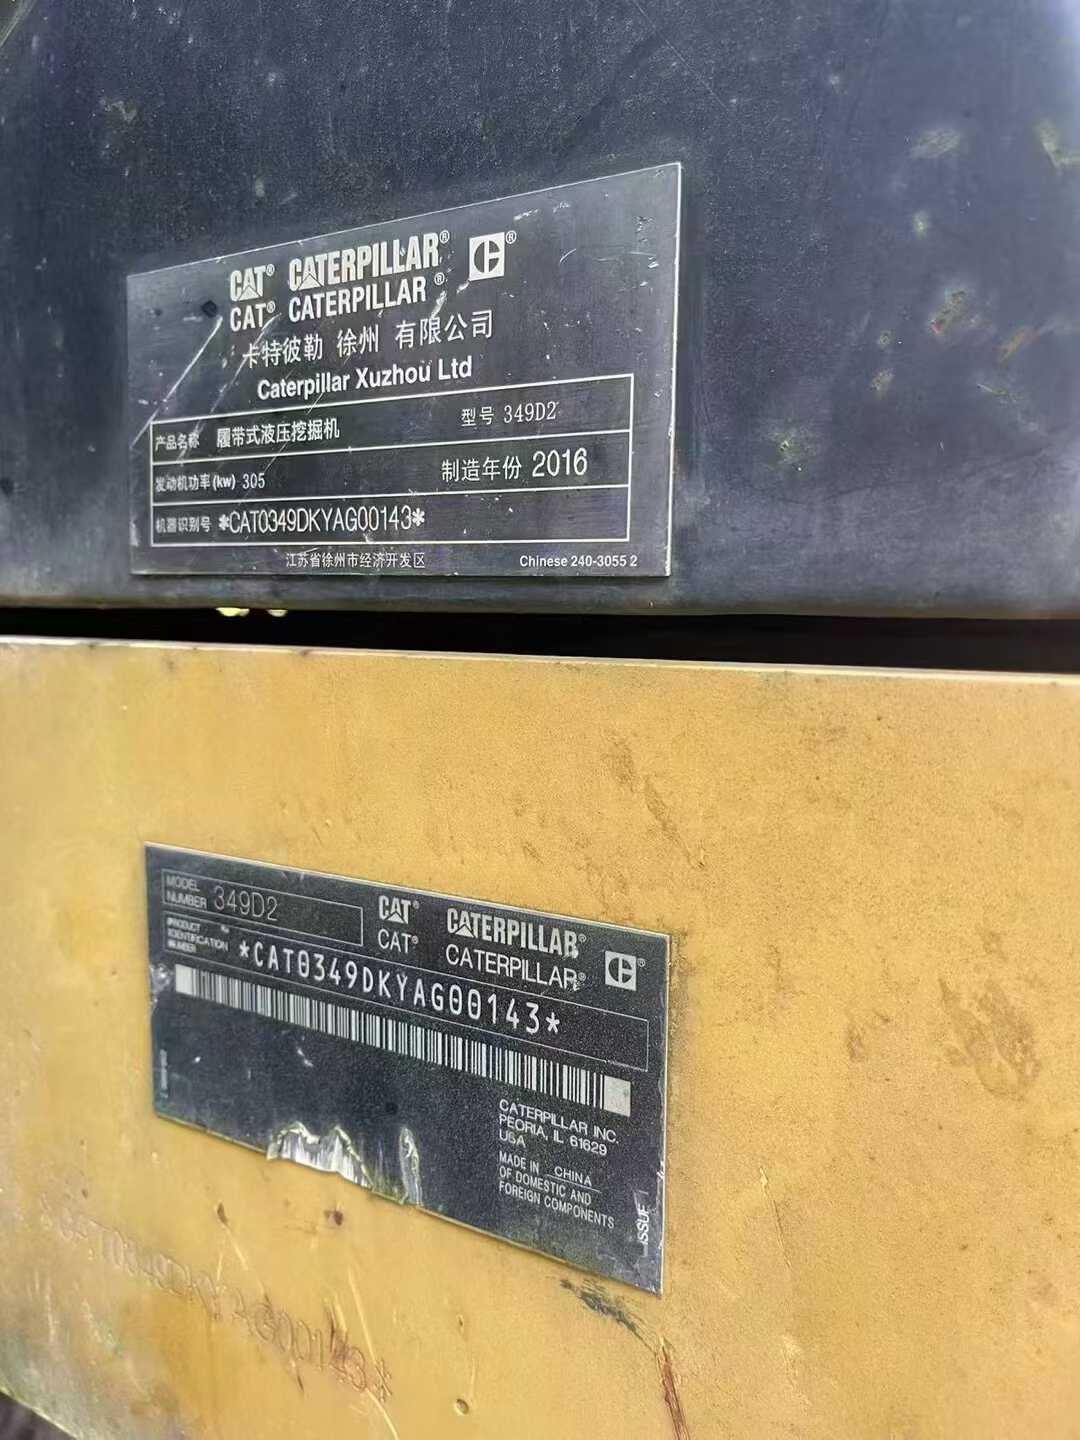 CAT® CATERPILLAR®
CAT® CATERPILLAR®
卡特彼勒 徐州 有限公司
Caterpillar Xuzhou Ltd
产品名称 履带式液压挖掘机 型号 349D2
发动机功率(kw) 305 制造年份 2016
机器识别号 *CAT0349DKYAG00143*
江苏省徐州市经济开发区 Chinese 240-3055 2
MODEL NUMBER 349D2
CAT® CATERPILLAR®
CAT® CATERPILLAR®
PRODUCT IDENTIFICATION NUMBER *CAT0349DKYAG00143*
CATERPILLAR INC.
PEORIA, IL 61629
USA
MADE IN CHINA
OF DOMESTIC AND
FOREIGN COMPONENTS
ISSUE
*CAT0349DKYAG00143*